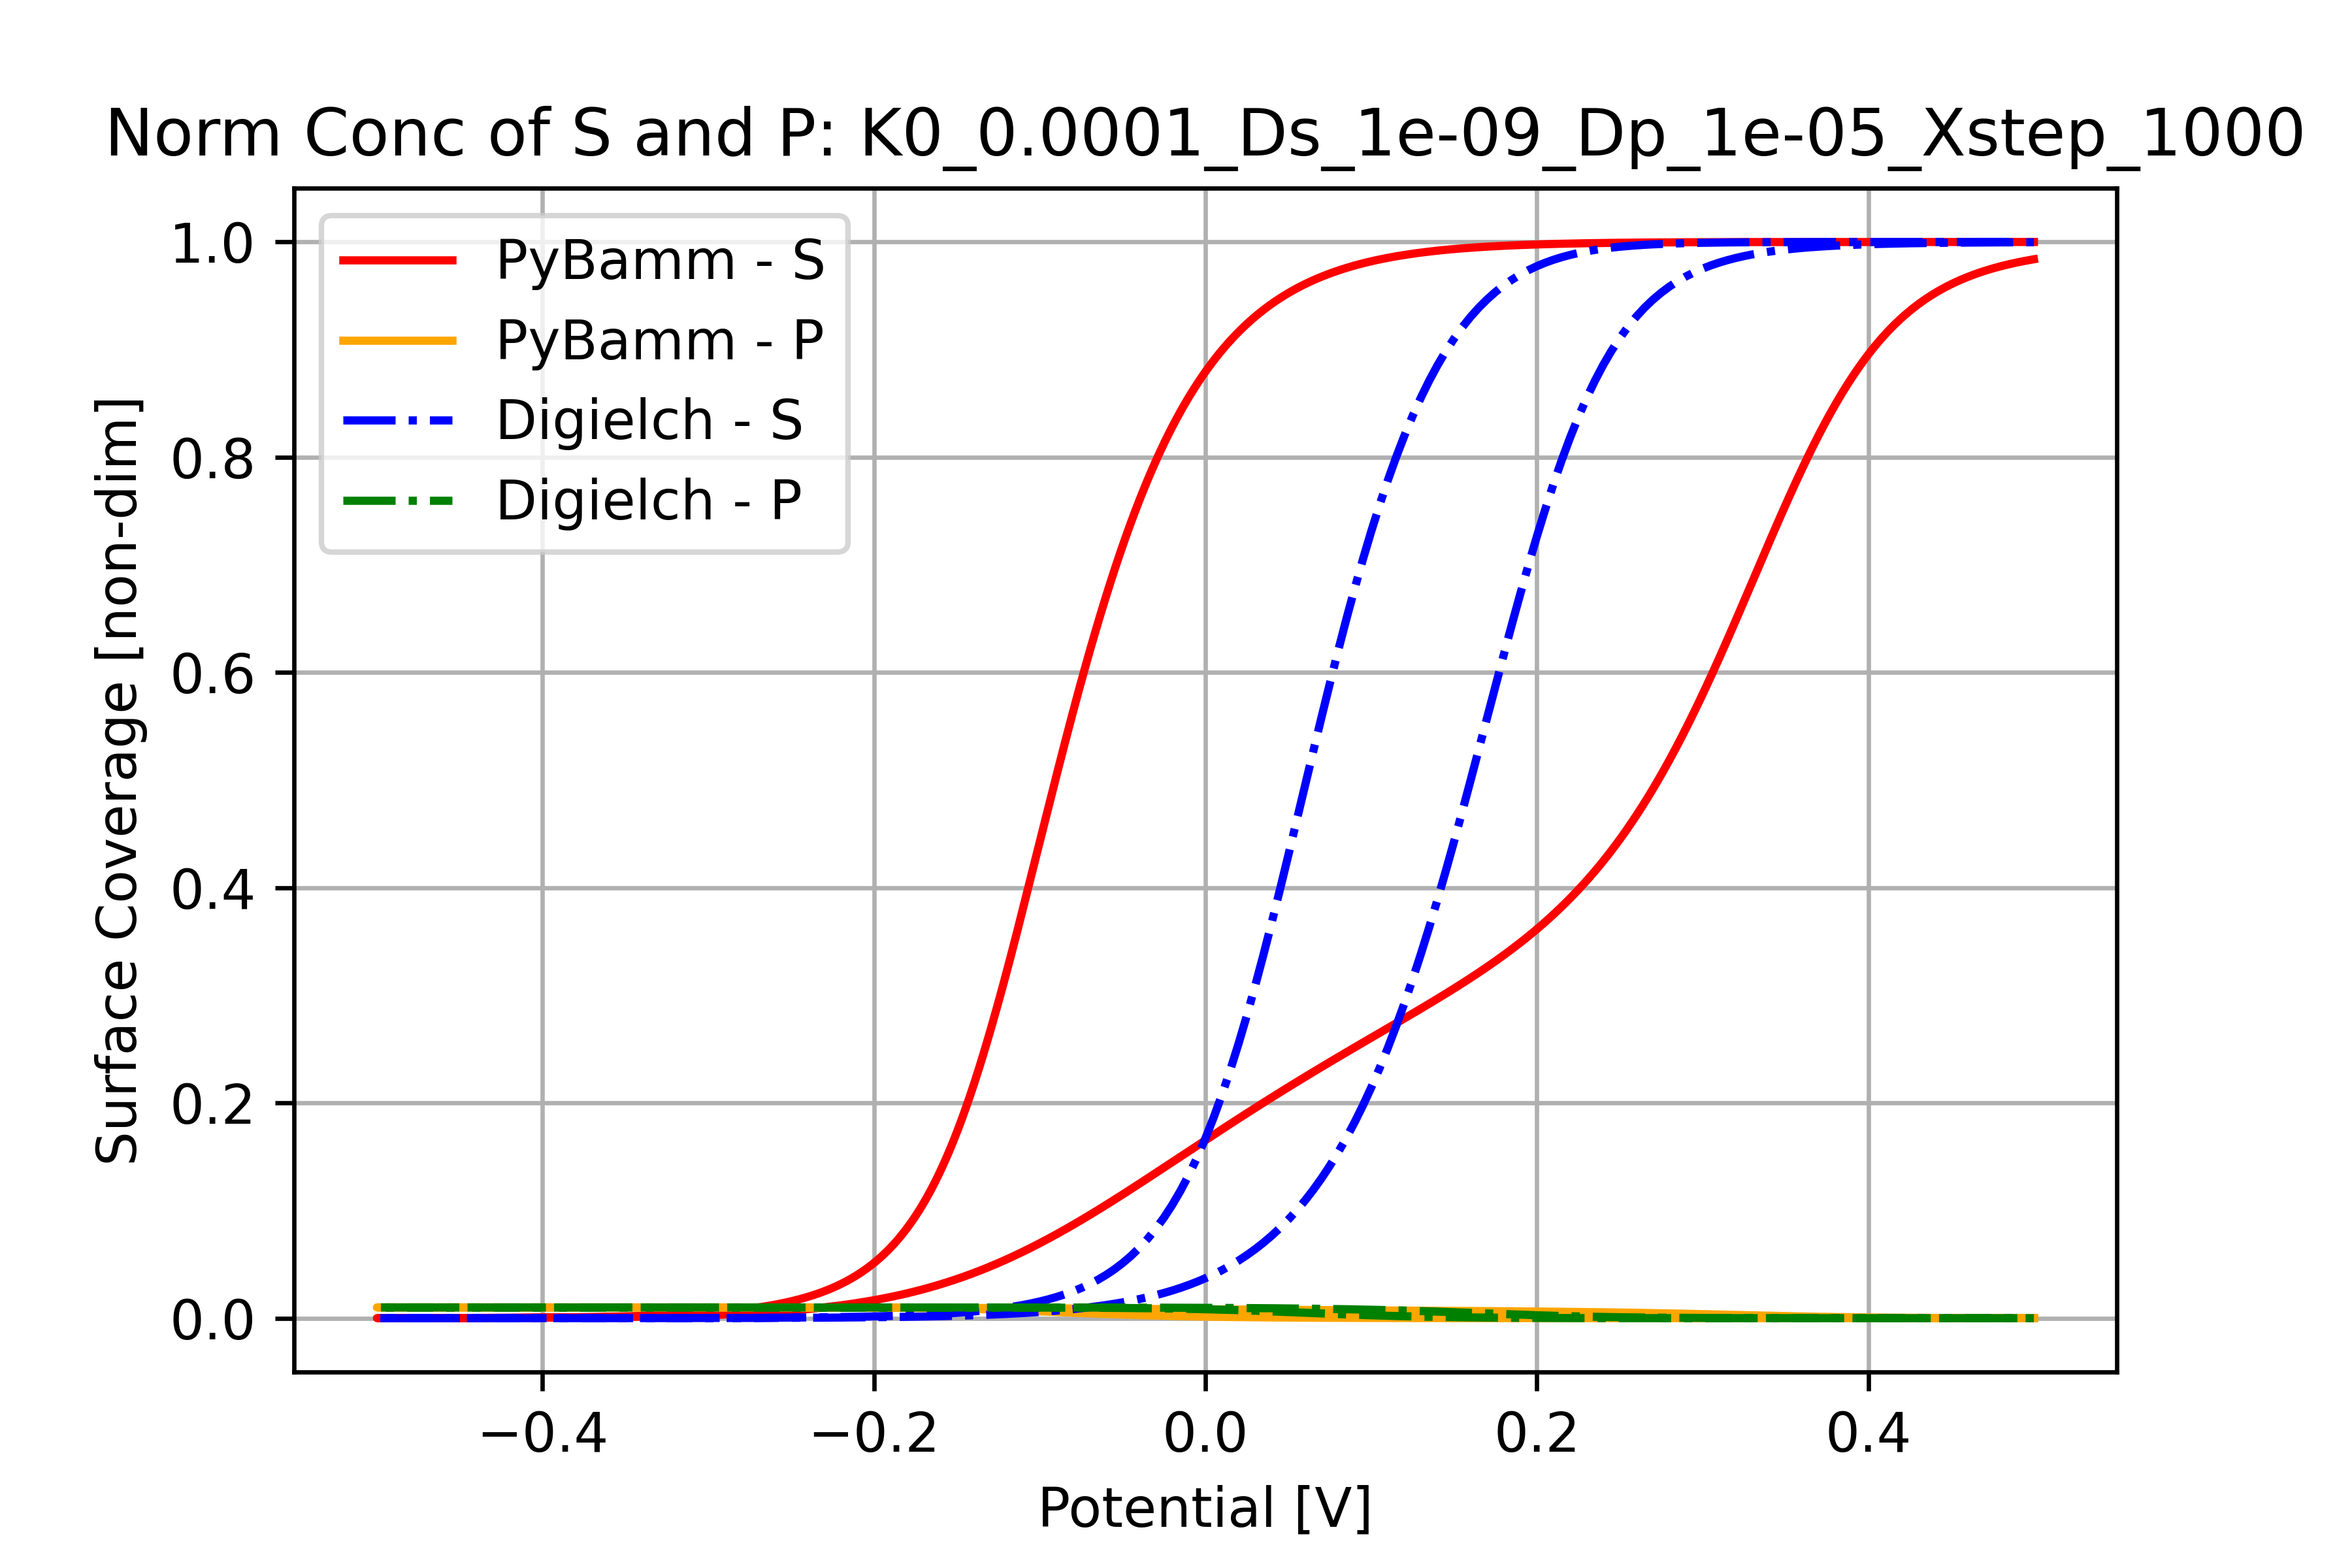 Norm Conc of S and P: K0_0.0001_Ds_1e-09_Dp_1e-05_Xstep_1000
PyBamm - S
PyBamm - P
Digielch - S
Digielch - P
Surface Coverage [non-dim]
1.0
0.8
0.6
0.4
0.2
0.0
−0.4
−0.2
0.0
0.2
0.4
Potential [V]